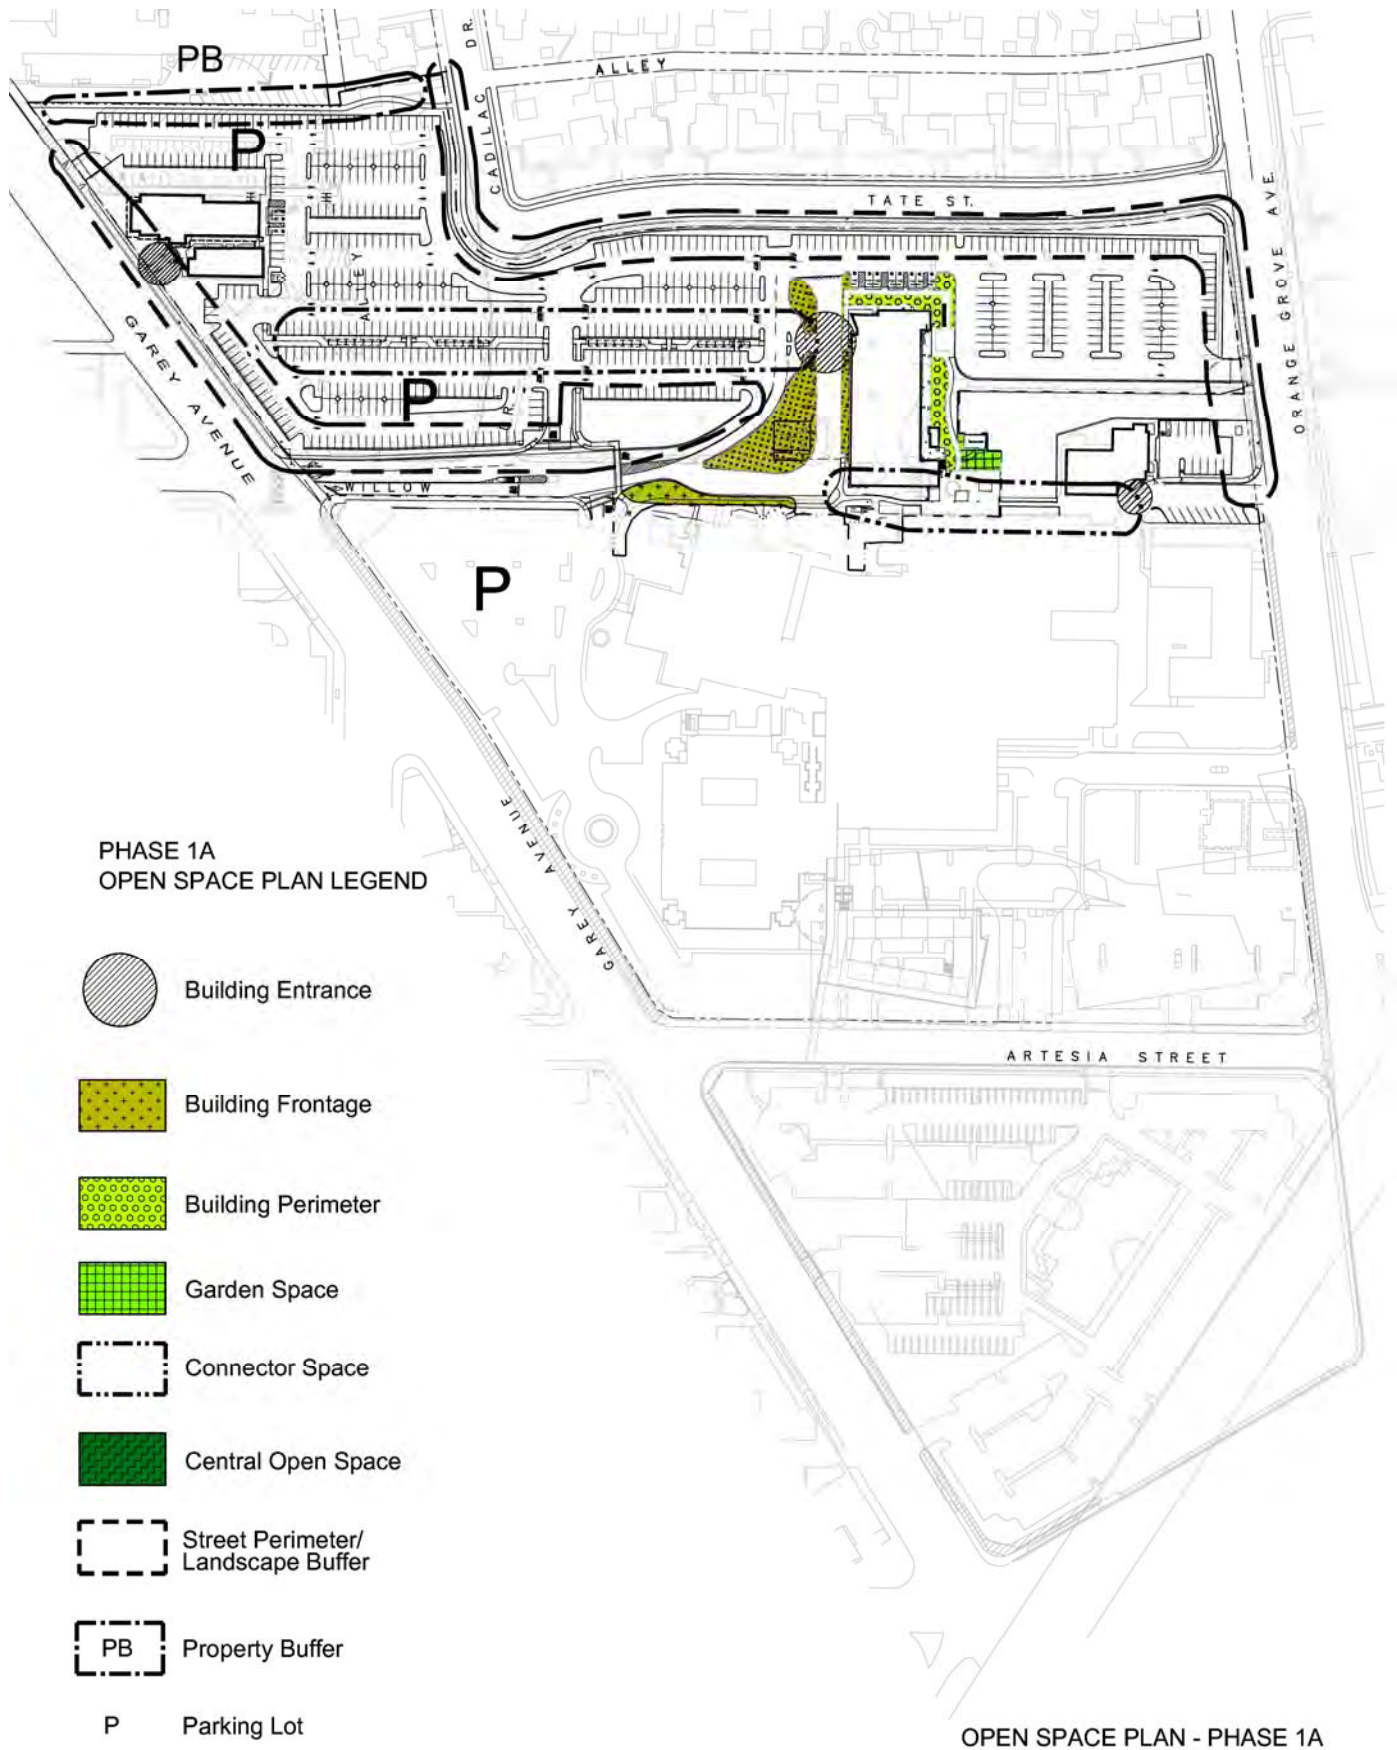 PB
DR.
ALLEY
CADILAC
P
TATE ST.
ORANGE GROVE AVE.
ALLEY
GAREY AVENUE
P
DR.
WILLOW
P
GAREY AVENUE
PHASE 1A
OPEN SPACE PLAN LEGEND
Building Entrance
Building Frontage
Building Perimeter
Garden Space
Connector Space
Central Open Space
Street Perimeter/
Landscape Buffer
PB Property Buffer
P Parking Lot
ARTESIA STREET
OPEN SPACE PLAN - PHASE 1A